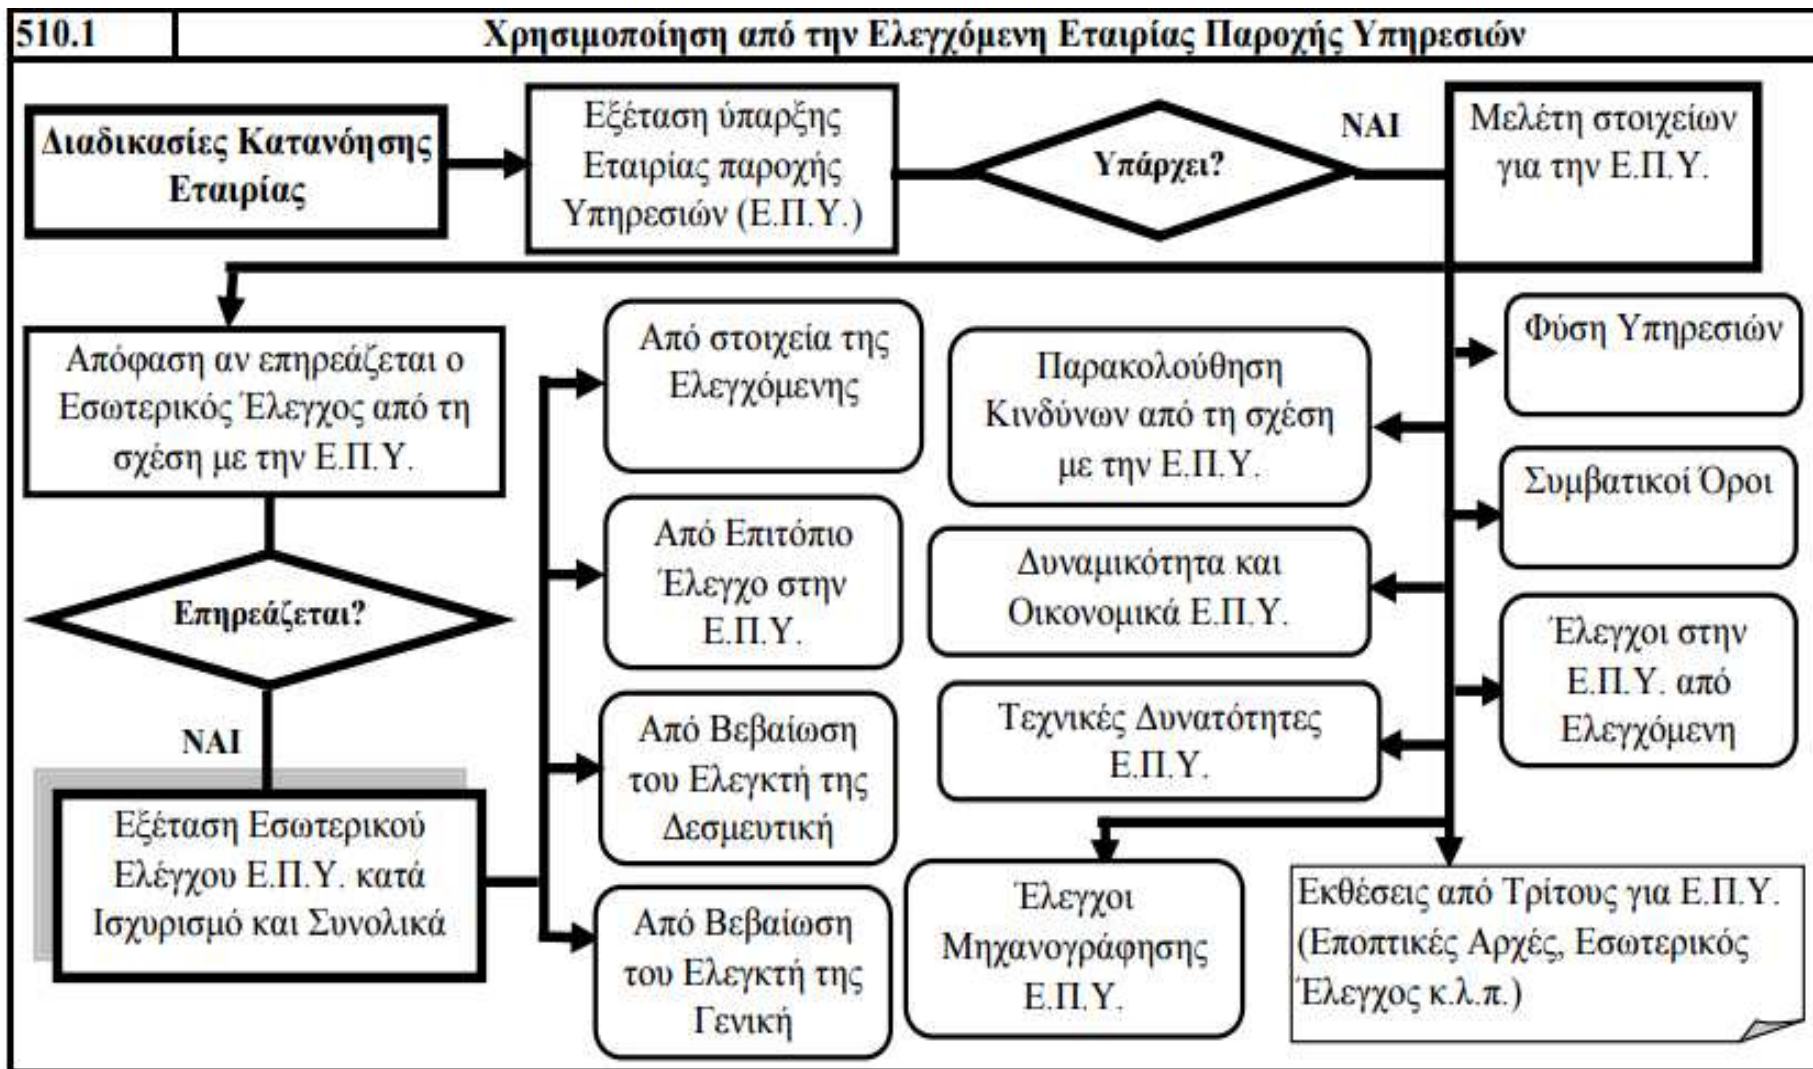 510.1
Χρησιμοποίηση από την Ελεγχόμενη Εταιρίας Παροχής Υπηρεσιών
Διαδικασίες Κατανόησης
Εταιρίας
Εξέταση ύπαρξης
Εταιρίας παροχής
Υπηρεσιών (Ε.Π.Υ.)
Υπάρχει?
ΝΑΙ
Μελέτη στοιχείων
για την Ε.Π.Υ.
Απόφαση αν επηρεάζεται ο
Εσωτερικός Έλεγχος από τη
σχέση με την Ε.Π.Υ.
Επηρεάζεται?
ΝΑΙ
Εξέταση Εσωτερικού
Ελέγχου Ε.Π.Υ. κατά
Ισχυρισμό και Συνολικά
Από στοιχεία της
Ελεγχόμενης
Από Επιτόπιο
Έλεγχο στην
Ε.Π.Υ.
Από Βεβαίωση
του Ελεγκτή της
Δεσμευτική
Από Βεβαίωση
του Ελεγκτή της
Γενική
Παρακολούθηση
Κινδύνων από τη σχέση
με την Ε.Π.Υ.
Δυναμικότητα και
Οικονομικά Ε.Π.Υ.
Τεχνικές Δυνατότητες
Ε.Π.Υ.
Έλεγχοι
Μηχανογράφησης
Ε.Π.Υ.
Φύση Υπηρεσιών
Συμβατικοί Όροι
Έλεγχοι στην
Ε.Π.Υ. από
Ελεγχόμενη
Εκθέσεις από Τρίτους για Ε.Π.Υ.
(Εποπτικές Αρχές, Εσωτερικός
Έλεγχος κ.λ.π.)